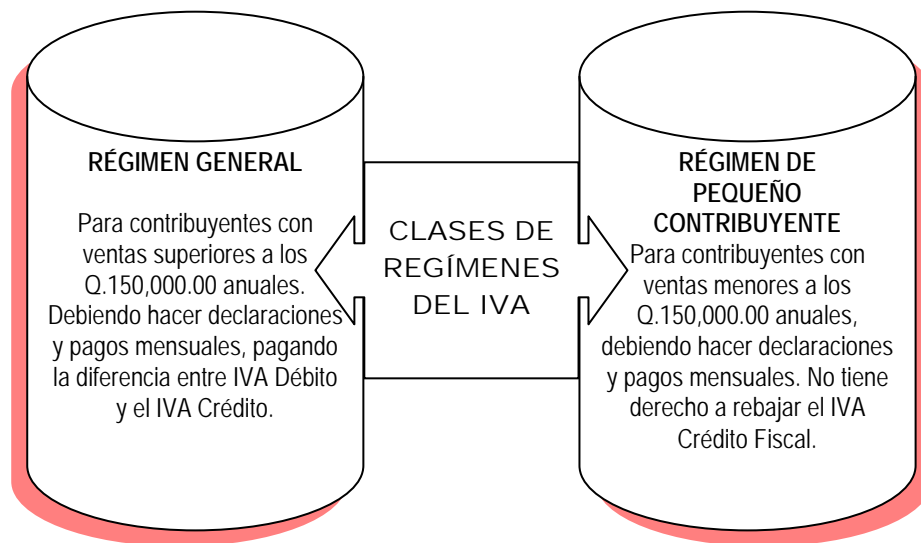 RÉGIMEN GENERAL
Para contribuyentes con
ventas superiores a los
Q.150,000.00 anuales.
Debiendo hacer declaraciones
y pagos mensuales, pagando
la diferencia entre IVA Débito
y el IVA Crédito.
CLASES DE
REGÍMENES
DEL IVA
RÉGIMEN DE
PEQUEÑO
CONTRIBUYENTE
Para contribuyentes con
ventas menores a los
Q.150,000.00 anuales,
debiendo hacer declaraciones
y pagos mensuales. No tiene
derecho a rebajar el IVA
Crédito Fiscal.